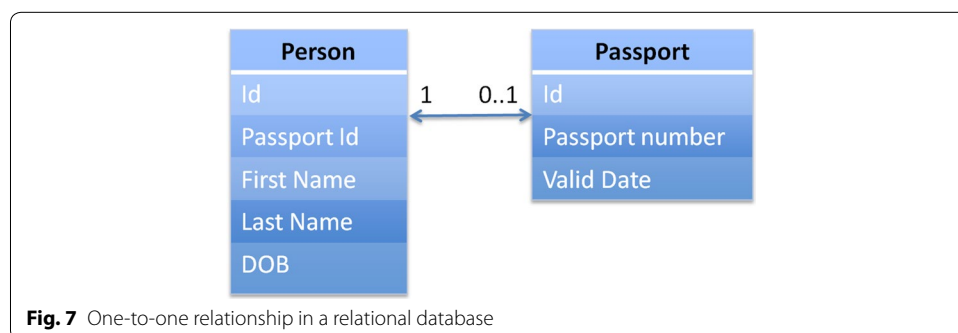 Person
Id
Passport Id
First Name
Last Name
DOB
1
0..1
Passport
Id
Passport number
Valid Date
Fig. 7 One-to-one relationship in a relational database